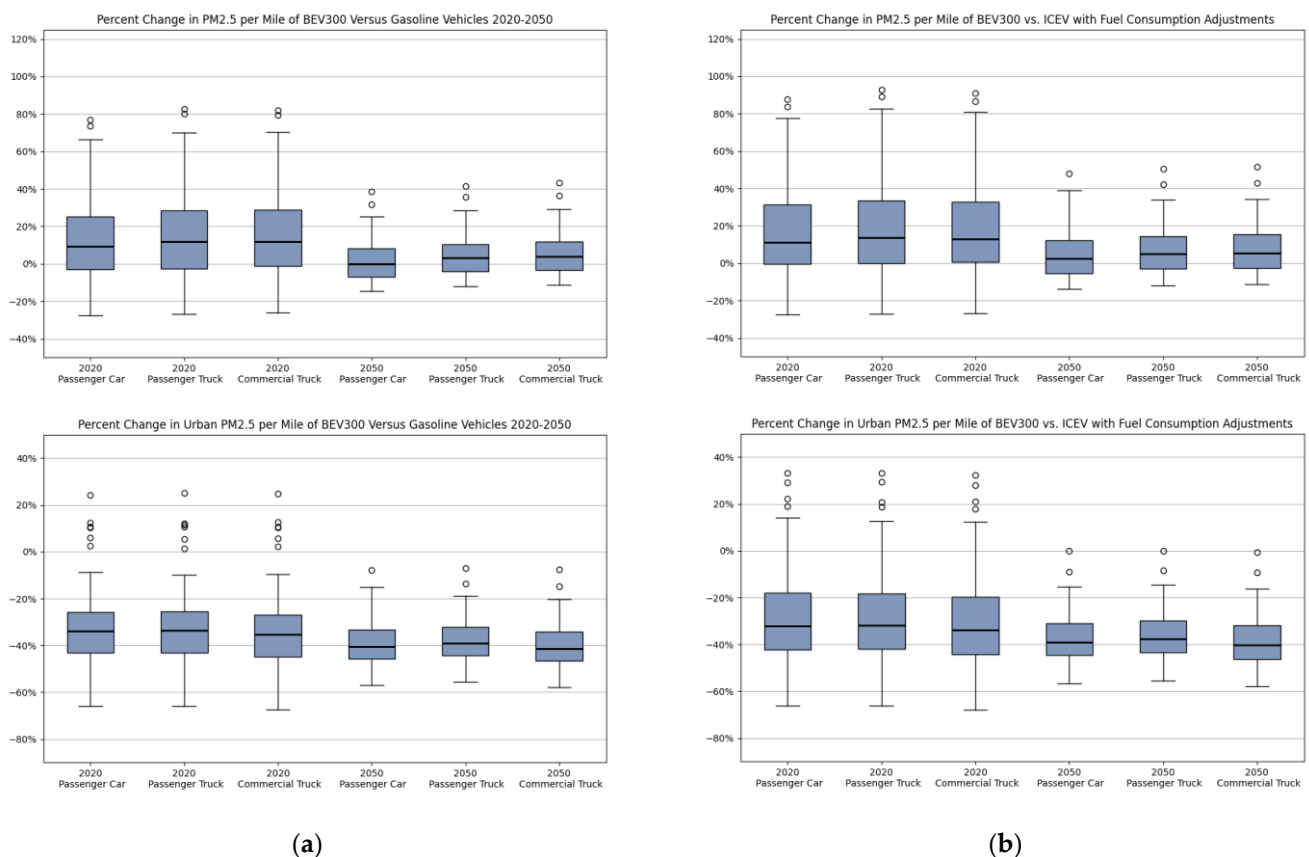 Percent Change in PM2.5 per Mile of BEV300 Versus Gasoline Vehicles 2020-2050
120%
100%
80%
60%
40%
20%
0%
−20%
−40%
2020
Passenger Car
2020
Passenger Truck
2020
Commercial Truck
2050
Passenger Car
2050
Passenger Truck
2050
Commercial Truck
Percent Change in PM2.5 per Mile of BEV300 vs. ICEV with Fuel Consumption Adjustments
120%
100%
80%
60%
40%
20%
0%
−20%
−40%
2020
Passenger Car
2020
Passenger Truck
2020
Commercial Truck
2050
Passenger Car
2050
Passenger Truck
2050
Commercial Truck
Percent Change in Urban PM2.5 per Mile of BEV300 Versus Gasoline Vehicles 2020-2050
40%
20%
0%
−20%
−40%
−60%
−80%
2020
Passenger Car
2020
Passenger Truck
2020
Commercial Truck
2050
Passenger Car
2050
Passenger Truck
2050
Commercial Truck
Percent Change in Urban PM2.5 per Mile of BEV300 vs. ICEV with Fuel Consumption Adjustments
40%
20%
0%
−20%
−40%
−60%
−80%
2020
Passenger Car
2020
Passenger Truck
2020
Commercial Truck
2050
Passenger Car
2050
Passenger Truck
2050
Commercial Truck
(a)
(b)